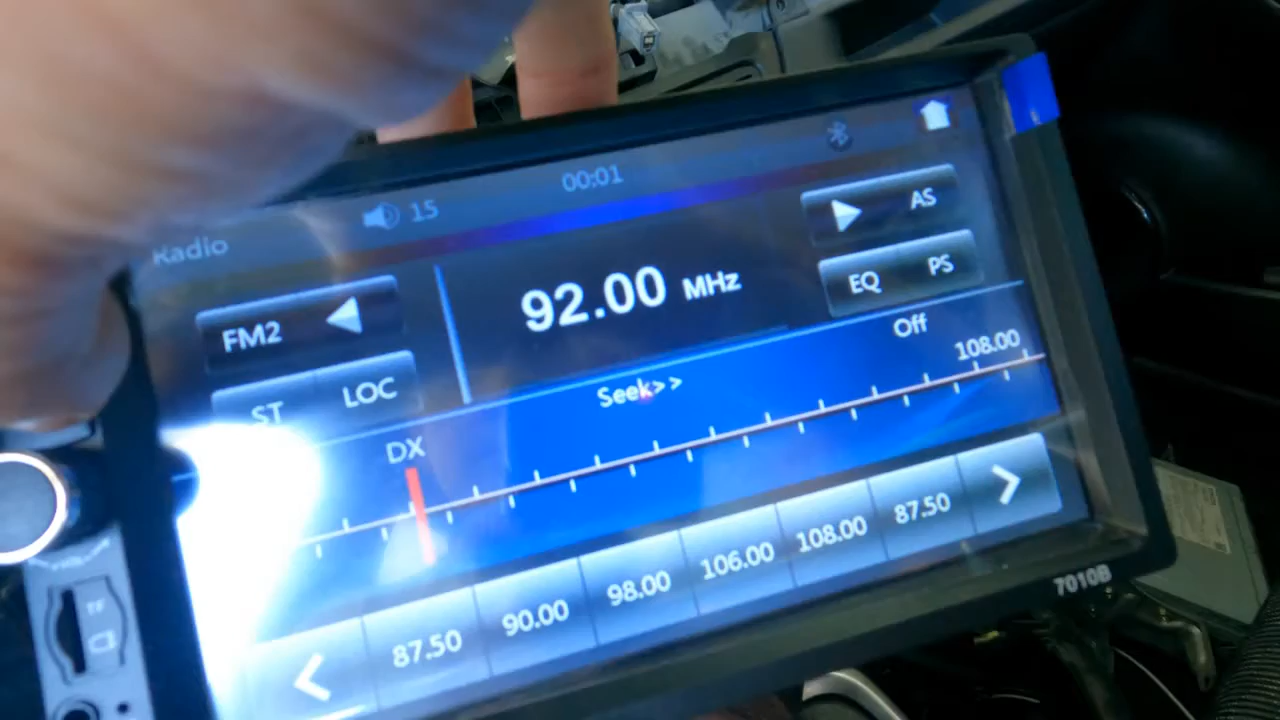 00:01
15
Radio
AS
FM2
92.00 MHz
EQ PS
ST LOC
Off
Seek>>
108.00
DX
87.50 90.00 98.00 106.00 108.00 87.50
7010B
TF